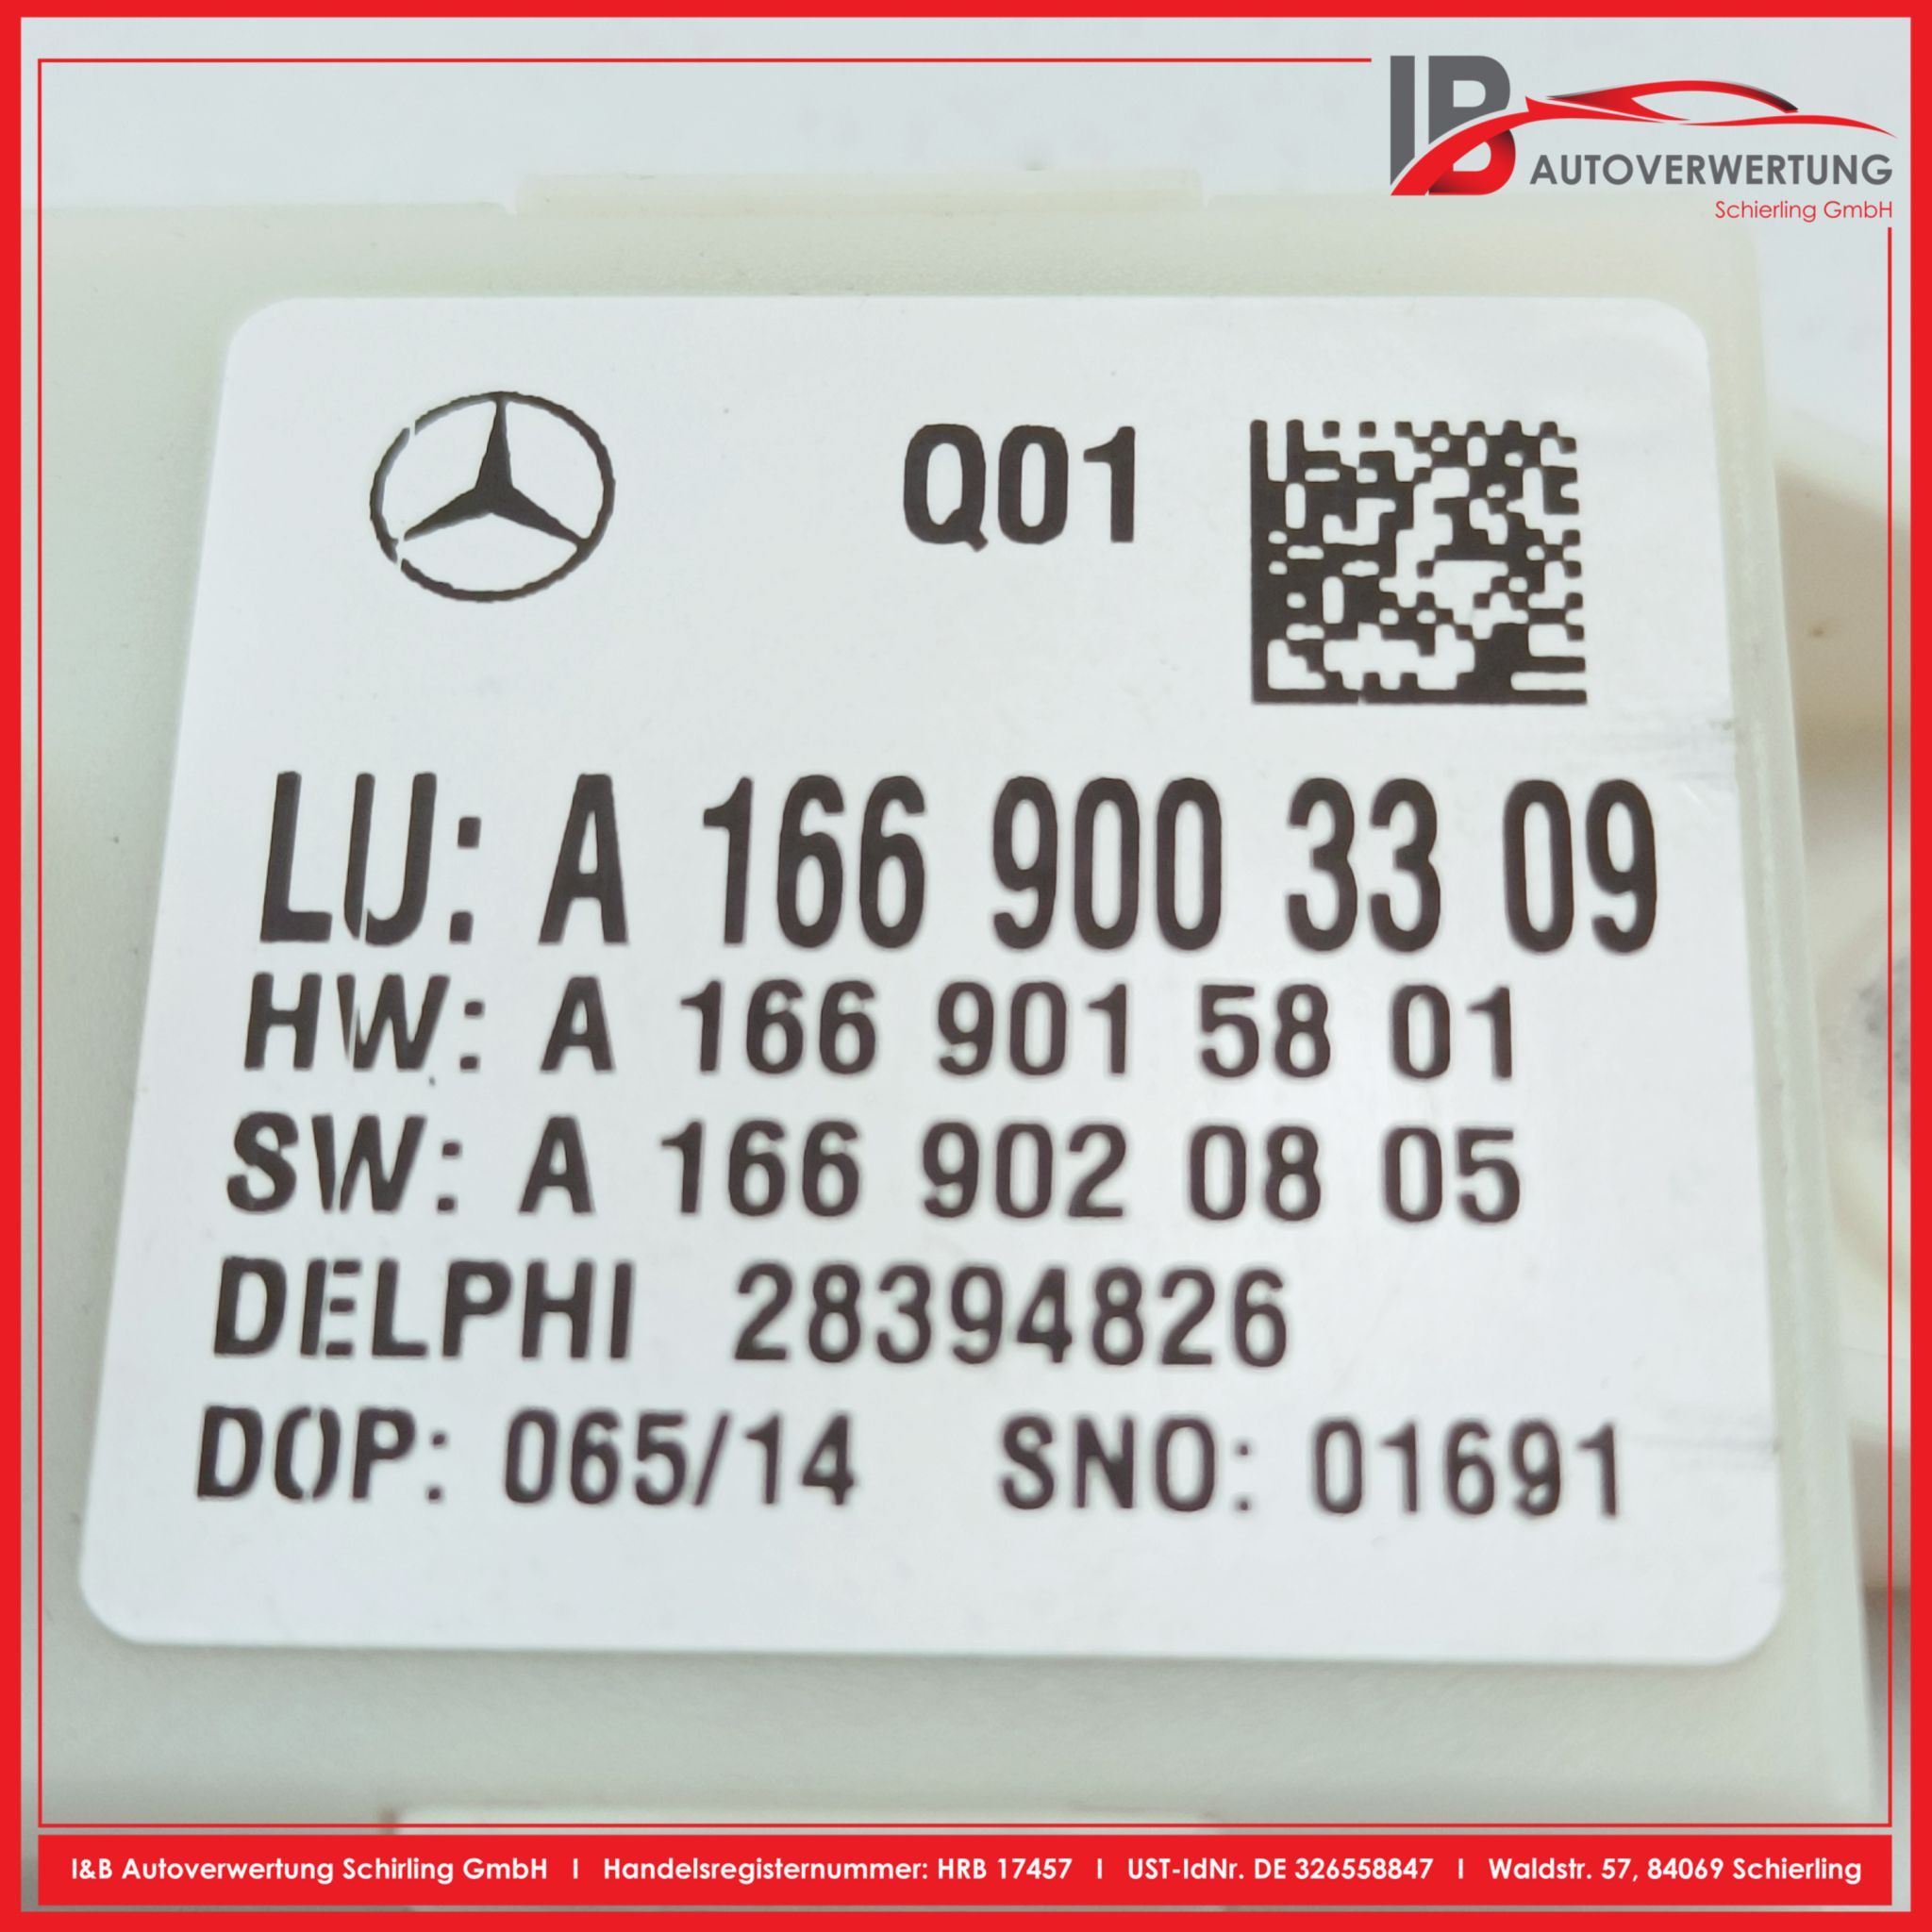 IB AUTOVERWERTUNG
Schierling GmbH
Q01
LU: A 166 900 33 09
HW: A 166 901 58 01
SW: A 166 902 08 05
DELPHI 28394826
DOP: 065/14 SNO: 01691
I&B Autoverwertung Schirling GmbH I Handelsregisternummer: HRB 17457 I UST-IdNr. DE 326558847 I Waldstr. 57, 84069 Schierling